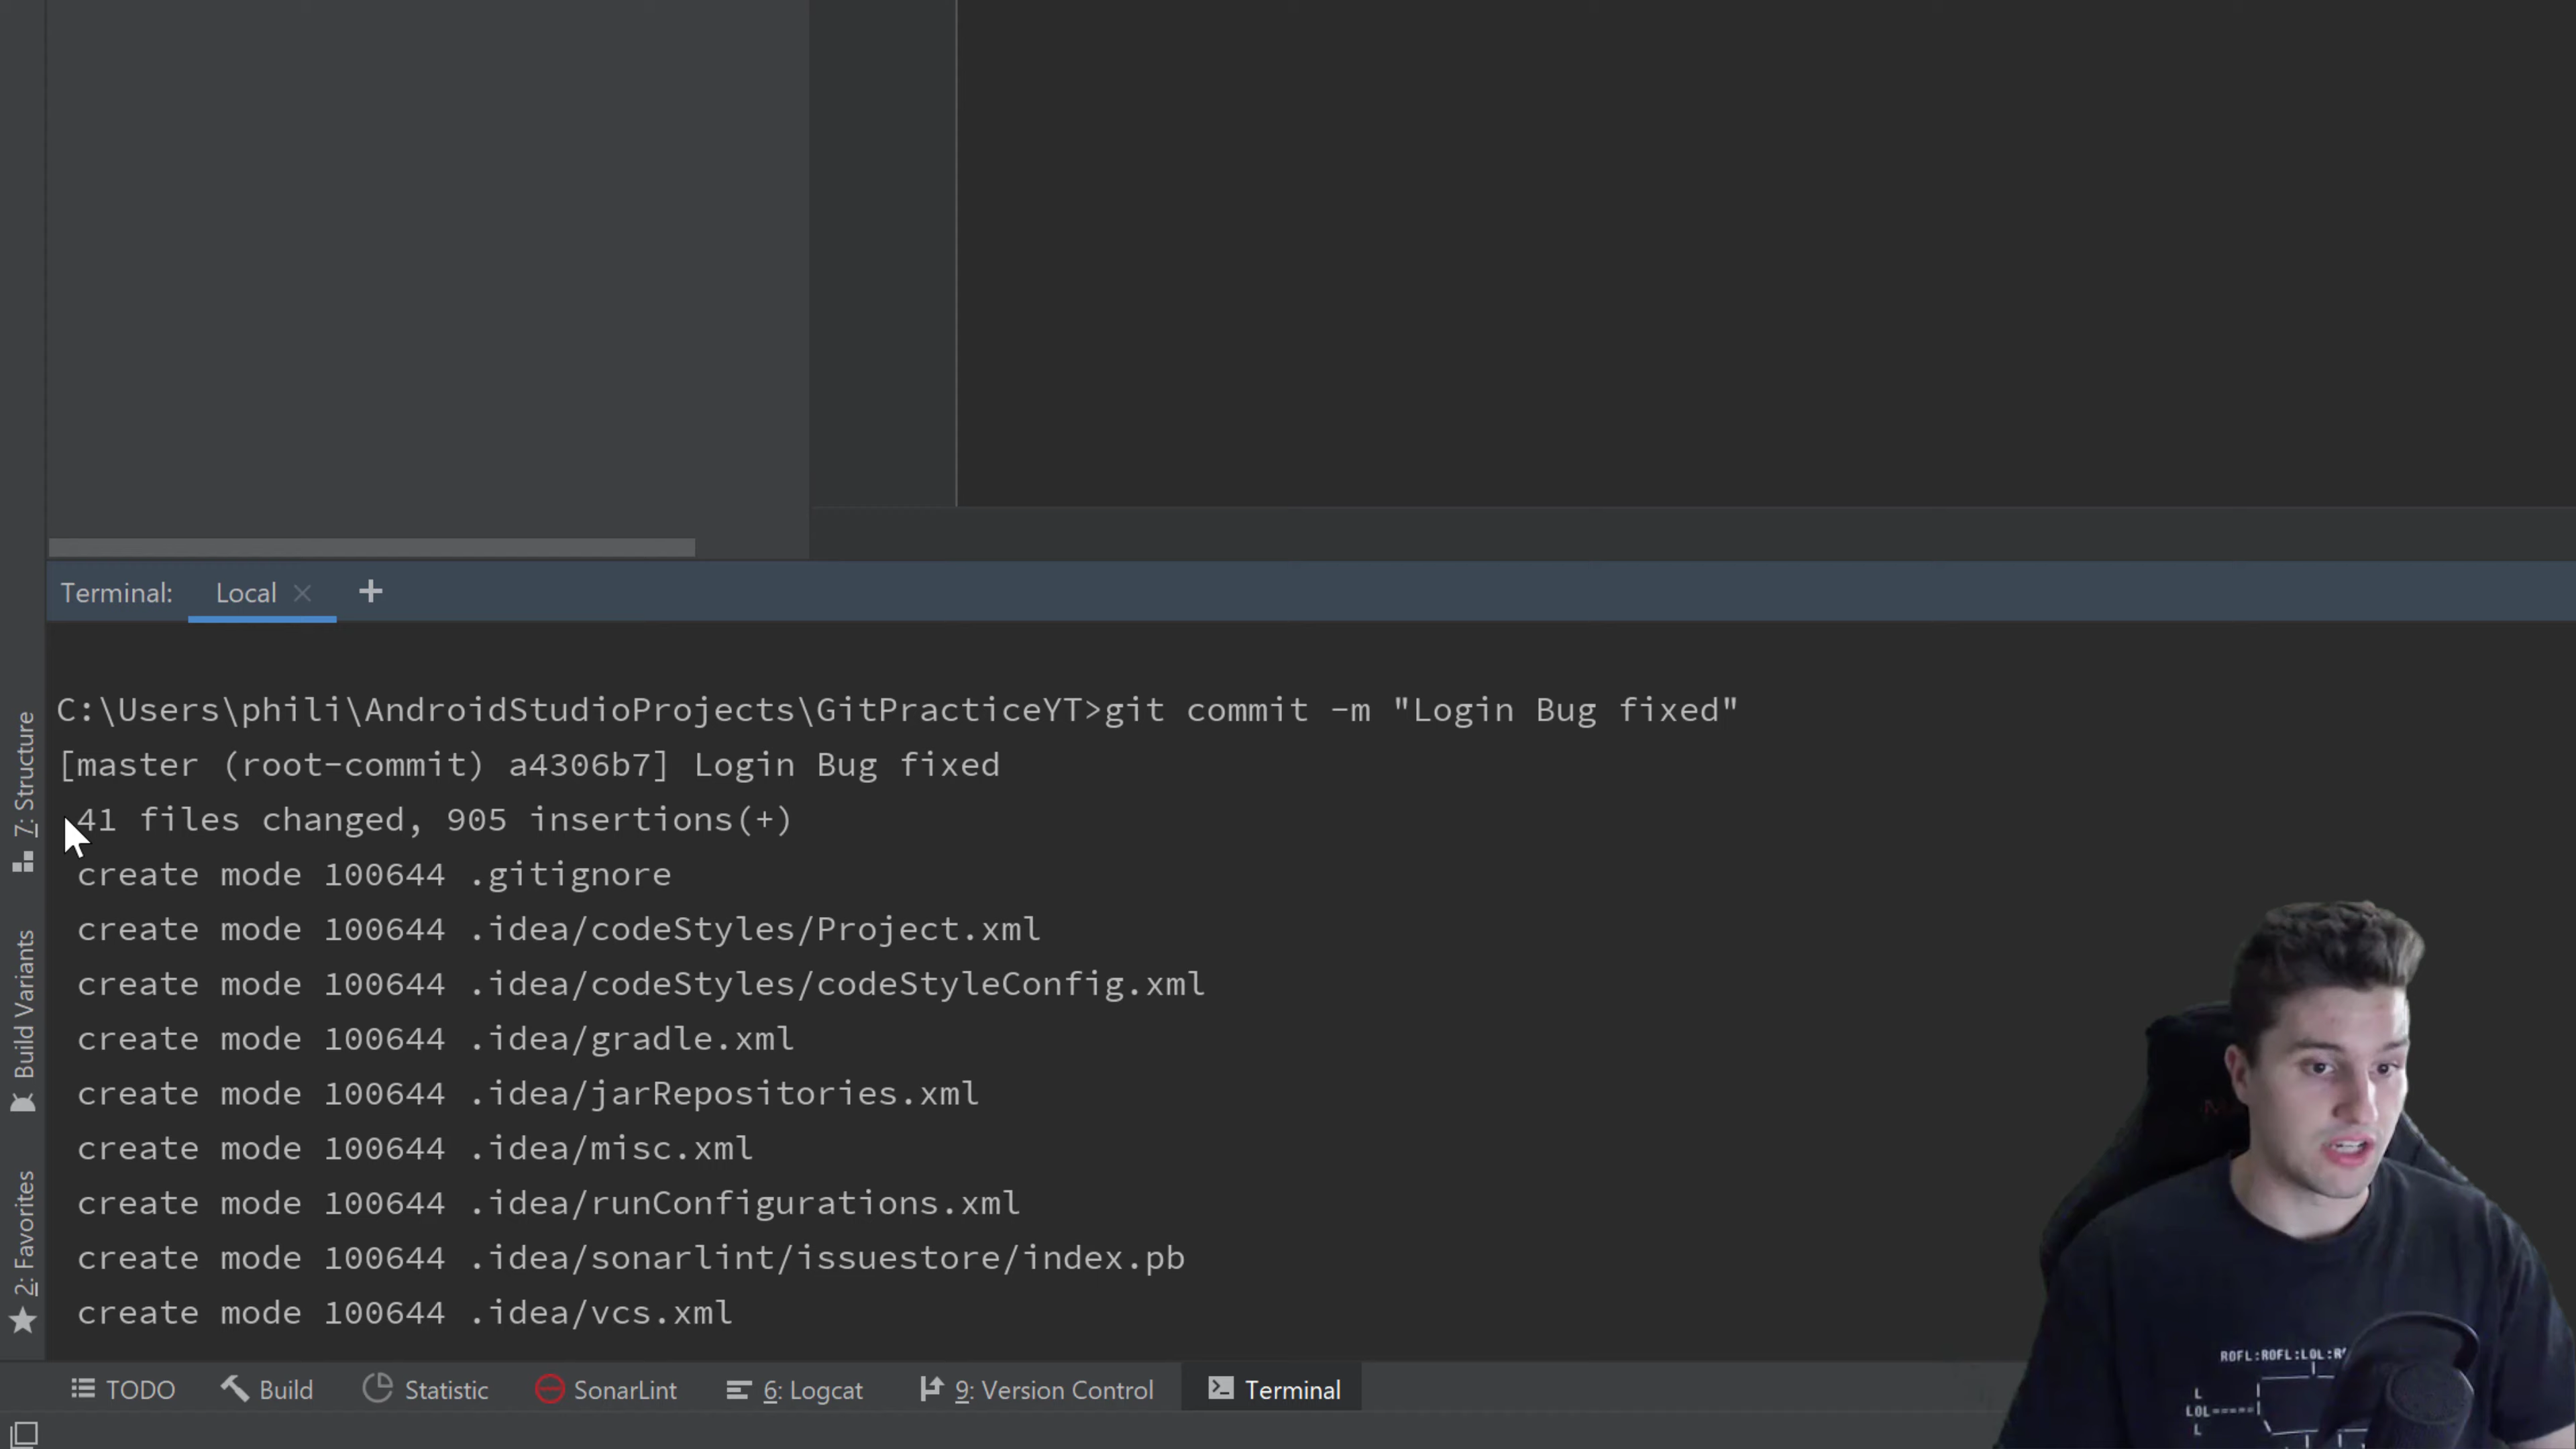 Terminal: Local
C:\Users\phili\AndroidStudioProjects\GitPracticeYT>git commit -m "Login Bug fixed"
[master (root-commit) a4306b7] Login Bug fixed
41 files changed, 905 insertions(+)
create mode 100644 .gitignore
create mode 100644 .idea/codeStyles/Project.xml
create mode 100644 .idea/codeStyles/codeStyleConfig.xml
create mode 100644 .idea/gradle.xml
create mode 100644 .idea/jarRepositories.xml
create mode 100644 .idea/misc.xml
create mode 100644 .idea/runConfigurations.xml
create mode 100644 .idea/sonarlint/issuestore/index.pb
create mode 100644 .idea/vcs.xml
7: Structure
Build Variants
2: Favorites
TODO Build Statistic SonarLint 6: Logcat 9: Version Control Terminal
ROFL:ROFL:LOL:
L
LOL=====
L